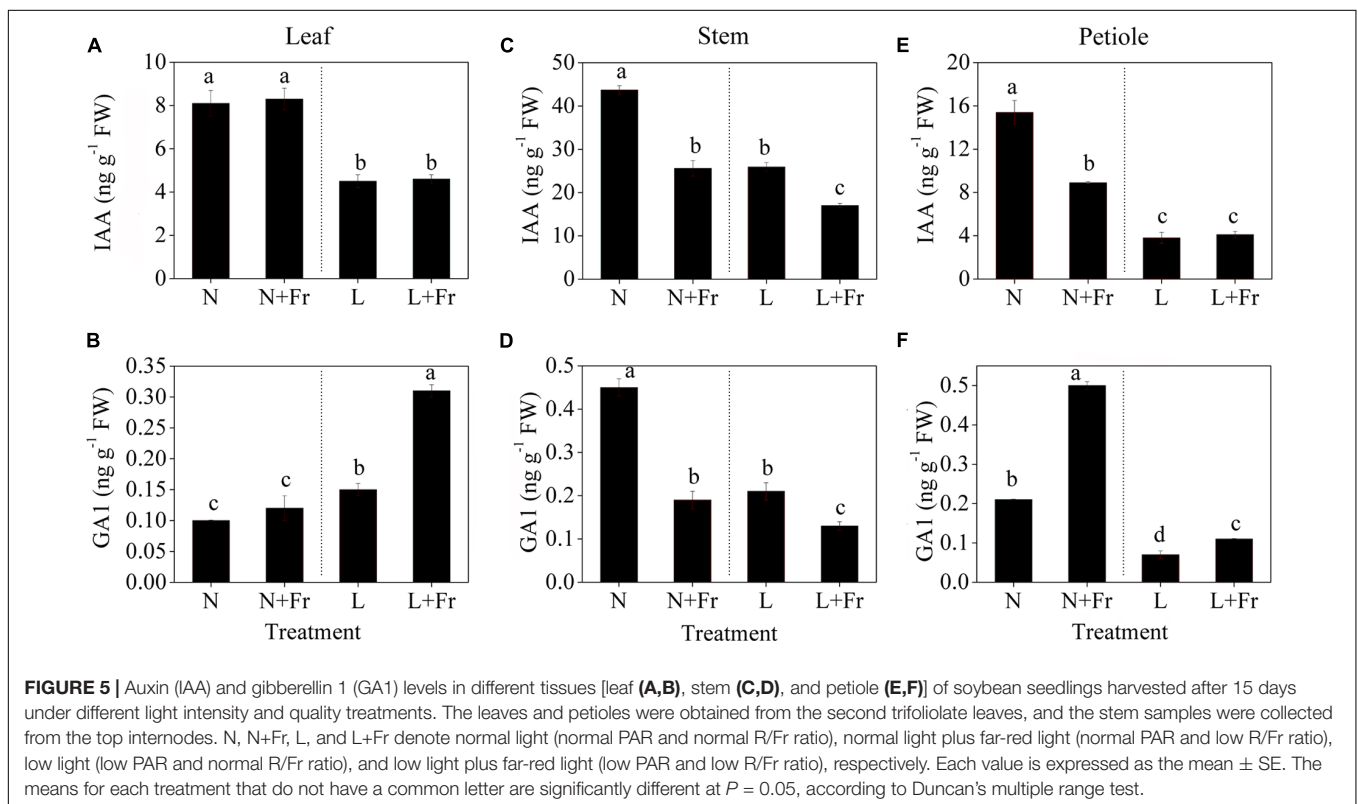 A
Leaf
C
Stem
E
Petiole
IAA (ng g⁻¹ FW)
10
8
6
4
2
0
a
a
b
b
N
N+Fr
L
L+Fr
IAA (ng g⁻¹ FW)
50
40
30
20
10
0
a
b
b
c
N
N+Fr
L
L+Fr
IAA (ng g⁻¹ FW)
16
12
8
4
0
a
b
c
c
N
N+Fr
L
L+Fr
B
GA1 (ng g⁻¹ FW)
0.35
0.30
0.25
0.20
0.15
0.10
0.05
0.00
c
c
b
a
N
N+Fr
L
L+Fr
Treatment
D
GA1 (ng g⁻¹ FW)
0.5
0.4
0.3
0.2
0.1
0.0
a
b
b
c
N
N+Fr
L
L+Fr
Treatment
F
GA1 (ng g⁻¹ FW)
0.5
0.4
0.3
0.2
0.1
0.0
b
a
d
c
N
N+Fr
L
L+Fr
Treatment
FIGURE 5 | Auxin (IAA) and gibberellin 1 (GA1) levels in different tissues [leaf (A,B), stem (C,D), and petiole (E,F)] of soybean seedlings harvested after 15 days
under different light intensity and quality treatments. The leaves and petioles were obtained from the second trifoliolate leaves, and the stem samples were collected
from the top internodes. N, N+Fr, L, and L+Fr denote normal light (normal PAR and normal R/Fr ratio), normal light plus far-red light (normal PAR and low R/Fr ratio),
low light (low PAR and normal R/Fr ratio), and low light plus far-red light (low PAR and low R/Fr ratio), respectively. Each value is expressed as the mean ± SE. The
means for each treatment that do not have a common letter are significantly different at P = 0.05, according to Duncan's multiple range test.